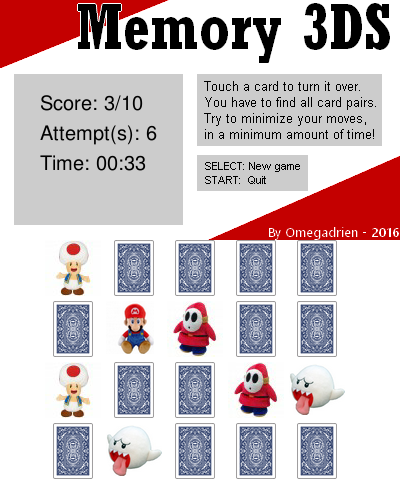 Memory 3DS
Score: 3/10
Attempt(s): 6
Time: 00:33
Touch a card to turn it over.
You have to find all card pairs.
Try to minimize your moves,
in a minimum amount of time!
SELECT: New game
START: Quit
By Omegadrien - 2016